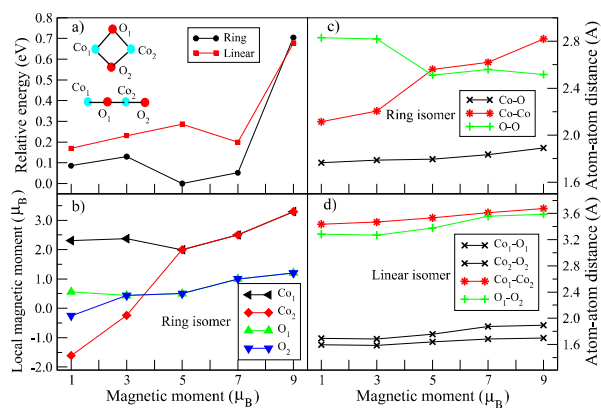 a)
O1
Co1
Co2
O2
Co1
Co2
O1
O2
Ring
Linear
Relative energy (eV)
0.8
0.7
0.6
0.5
0.4
0.3
0.2
0.1
0.0
b)
Local magnetic moment (μB)
3.0
2.0
1.0
0.0
-1.0
-2.0
Ring isomer
Co1
Co2
O1
O2
1 3 5 7 9
Magnetic moment (μB)
c)
Ring isomer
Co-O
Co-Co
O-O
2.8
2.4
2.0
1.6
Atom-atom distance (A)
d)
Linear isomer
Co1-O1
Co2-O2
Co1-Co2
O1-O2
3.6
3.2
2.8
2.4
2.0
1.6
Atom-atom distance (A)
1 3 5 7 9
Magnetic moment (μB)